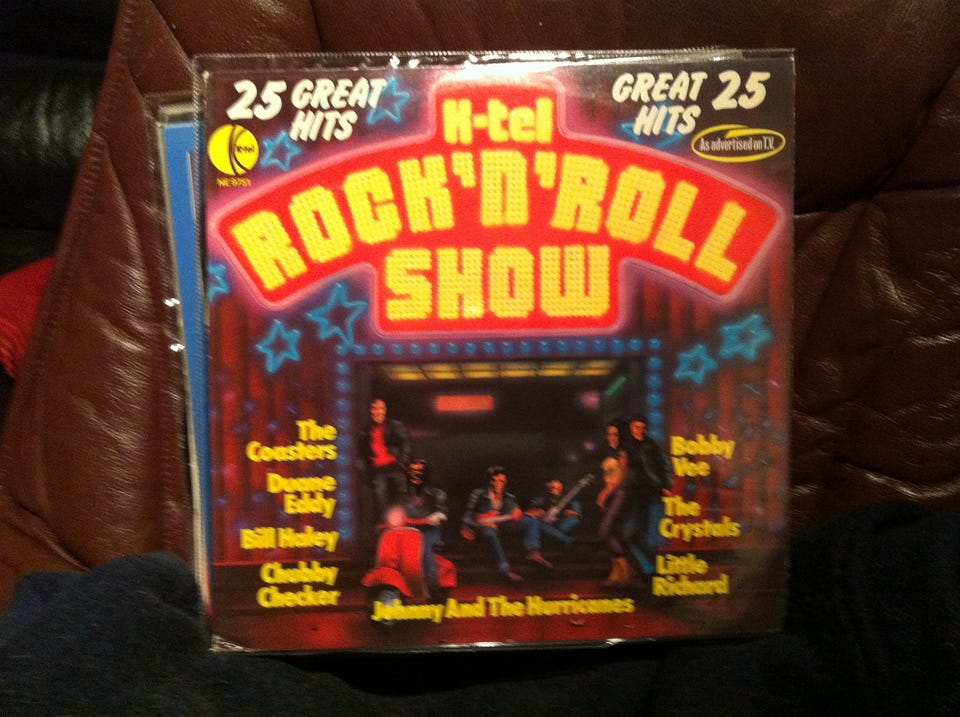 25 GREAT
HITS
GREAT 25
HITS
As advertised on T.V.
K-tel
NE 9751
K-tel
ROCK'N'ROLL
SHOW
The
Coasters
Duane
Eddy
Bill Haley
Chubby
Checker
Johnny And The Hurricanes
Bobby
Vee
The
Crystals
Little
Richard